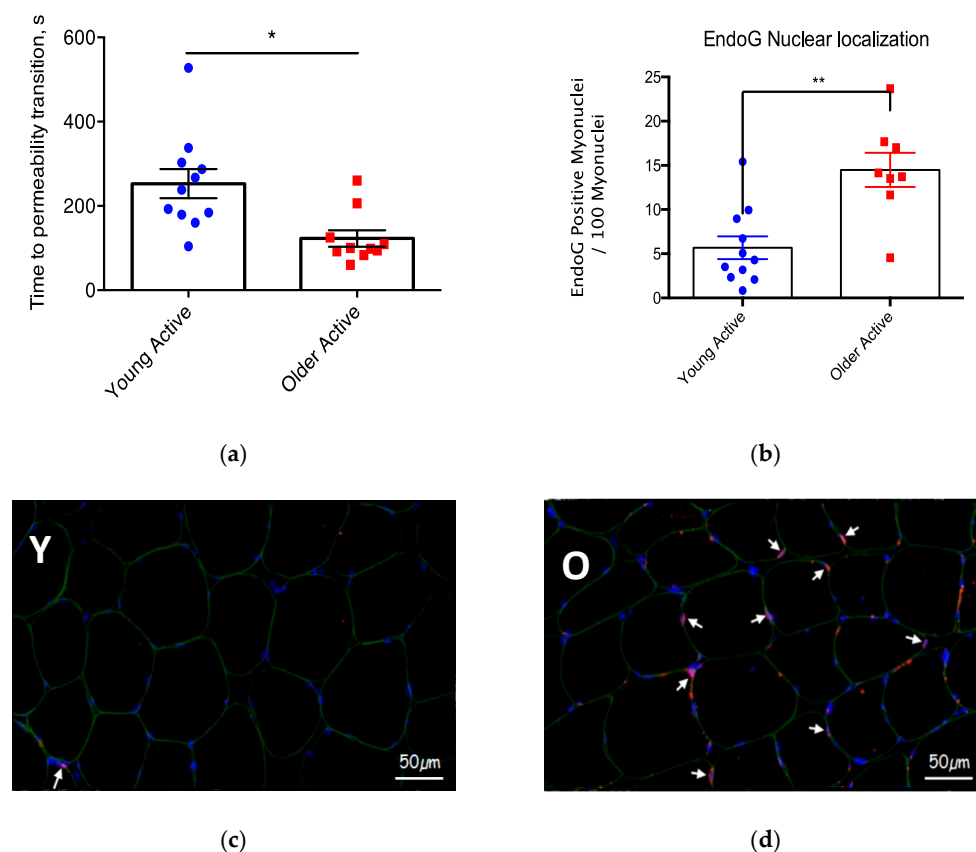 Time to permeability transition, s
600
400
200
0
*
Young Active
Older Active
(a)
EndoG Nuclear localization
EndoG Positive Myonuclei
/ 100 Myonuclei
25
20
15
10
5
0
**
Young Active
Older Active
(b)
Y
50µm
(c)
O
50µm
(d)